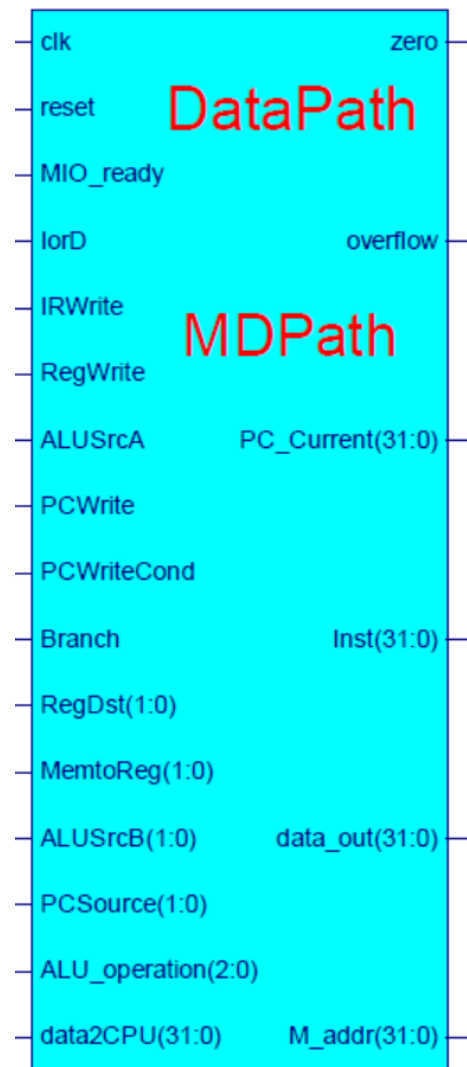 clk zero
reset DataPath
MIO_ready
IorD overflow
IRWrite MDPath
RegWrite
ALUSrcA PC_Current(31:0)
PCWrite
PCWriteCond
Branch Inst(31:0)
RegDst(1:0)
MemtoReg(1:0)
ALUSrcB(1:0) data_out(31:0)
PCSource(1:0)
ALU_operation(2:0)
data2CPU(31:0) M_addr(31:0)